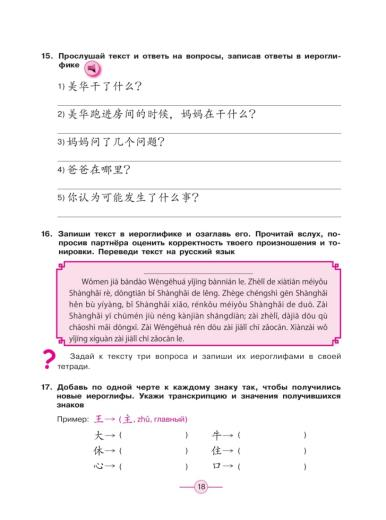 15. Прослушай текст и ответь на вопросы, записав ответы в иерогли-
фике
1) 美华干了什么?
2) 美华跑进房间的时候，妈妈在干什么?
3) 妈妈问了几个问题?
4) 爸爸在哪里?
5) 你认为可能发生了什么事?
16. Запиши текст в иероглифике и озаглавь его. Прочитай вслух, по-
просив партнёра оценить корректность твоего произношения и то-
нировки. Переведи текст на русский язык
Wǒmen jiā bāndào Wēngēhuá yǐjīng bànnián le. Zhèlǐ de xiàtiān méiyǒu
Shànghǎi rè, dōngtiān bǐ Shànghǎi de lěng. Zhège chéngshì gēn Shànghǎi
hěn bù yíyàng, bǐ Shànghǎi xiǎo, rénkǒu méiyǒu Shànghǎi de duō. Zài
Shànghǎi yì chūmén jiù néng kànjiàn shāngdiàn; zài zhèlǐ, dàjiā dōu qù
chāoshì mǎi dōngxi. Zài Wēngēhuá rén dōu zài jiālǐ chī zǎocān. Xiànzài wǒ
yǐjīng xíguàn zài jiālǐ chī zǎocān le.
? Задай к тексту три вопроса и запиши их иероглифами в своей
тетради.
17. Добавь по одной черте к каждому знаку так, чтобы получились
новые иероглифы. Укажи транскрипцию и значения получившихся
знаков
Пример: 王 → (主, zhǔ, главный)
大 → ( ) 牛 → ( )
休 → ( ) 住 → ( )
心 → ( ) 口 → ( )
18